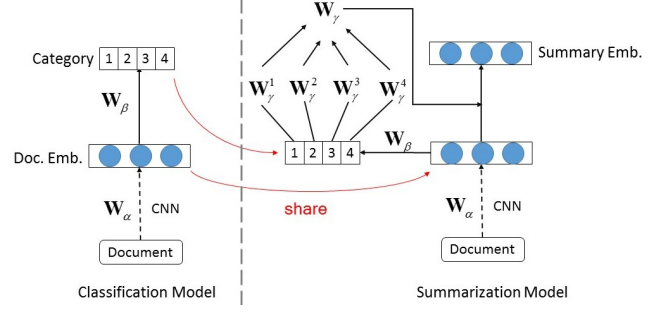 Category 1 2 3 4
W_β
Doc. Emb.
W_α CNN
Document
Classification Model
W_γ
Summary Emb.
W_γ^1 W_γ^2 W_γ^3 W_γ^4
1 2 3 4
W_β
share
W_α CNN
Document
Summarization Model